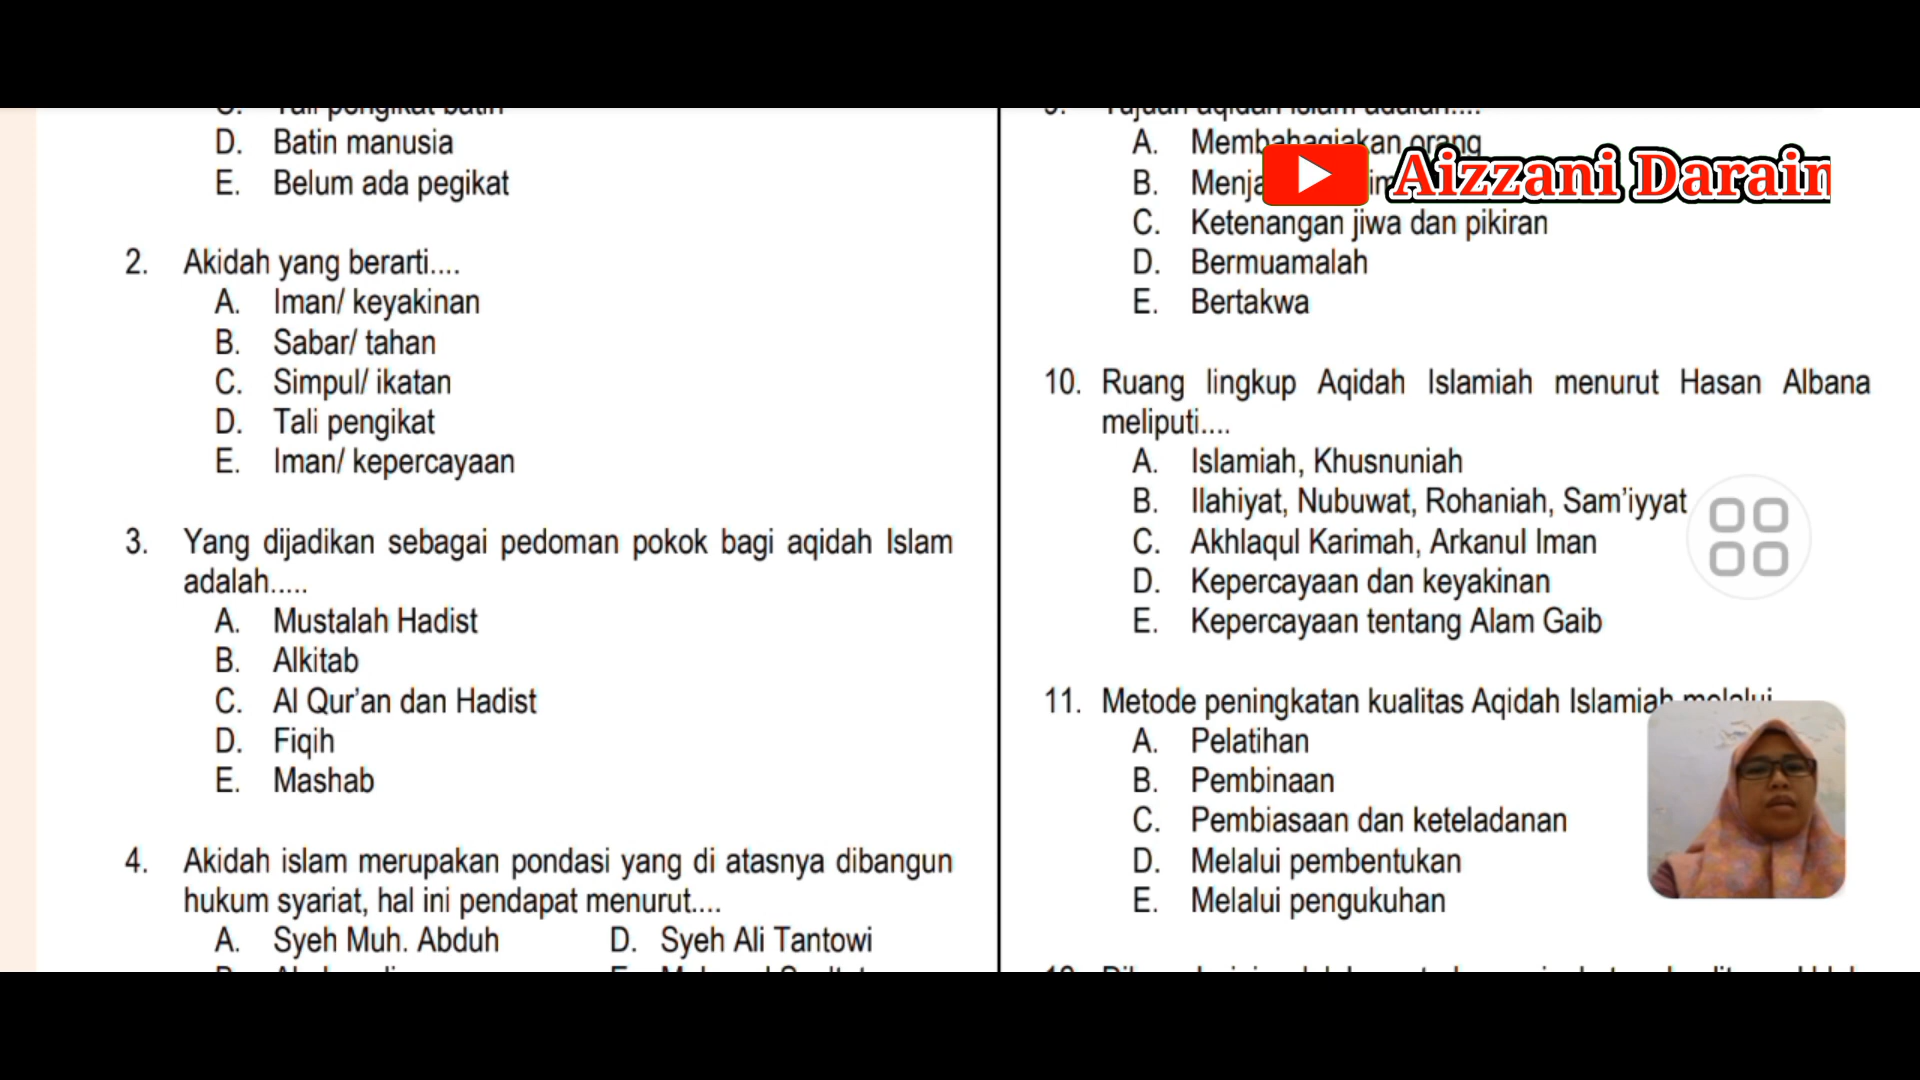 D. Batin manusia
E. Belum ada pegikat
2. Akidah yang berarti....
A. Iman/ keyakinan
B. Sabar/ tahan
C. Simpul/ ikatan
D. Tali pengikat
E. Iman/ kepercayaan
3. Yang dijadikan sebagai pedoman pokok bagi aqidah Islam
adalah.....
A. Mustalah Hadist
B. Alkitab
C. Al Qur'an dan Hadist
D. Fiqih
E. Mashab
4. Akidah islam merupakan pondasi yang di atasnya dibangun
hukum syariat, hal ini pendapat menurut....
A. Syeh Muh. Abduh D. Syeh Ali Tantowi
A. Membahagiakan orang
B.
Aizzani Darain
C. Ketenangan jiwa dan pikiran
D. Bermuamalah
E. Bertakwa
10. Ruang lingkup Aqidah Islamiah menurut Hasan Albana
meliputi....
A. Islamiah, Khusnuniah
B. Ilahiyat, Nubuwat, Rohaniah, Sam'iyyat
C. Akhlaqul Karimah, Arkanul Iman
D. Kepercayaan dan keyakinan
E. Kepercayaan tentang Alam Gaib
11. Metode peningkatan kualitas Aqidah Islamiah melalui
A. Pelatihan
B. Pembinaan
C. Pembiasaan dan keteladanan
D. Melalui pembentukan
E. Melalui pengukuhan